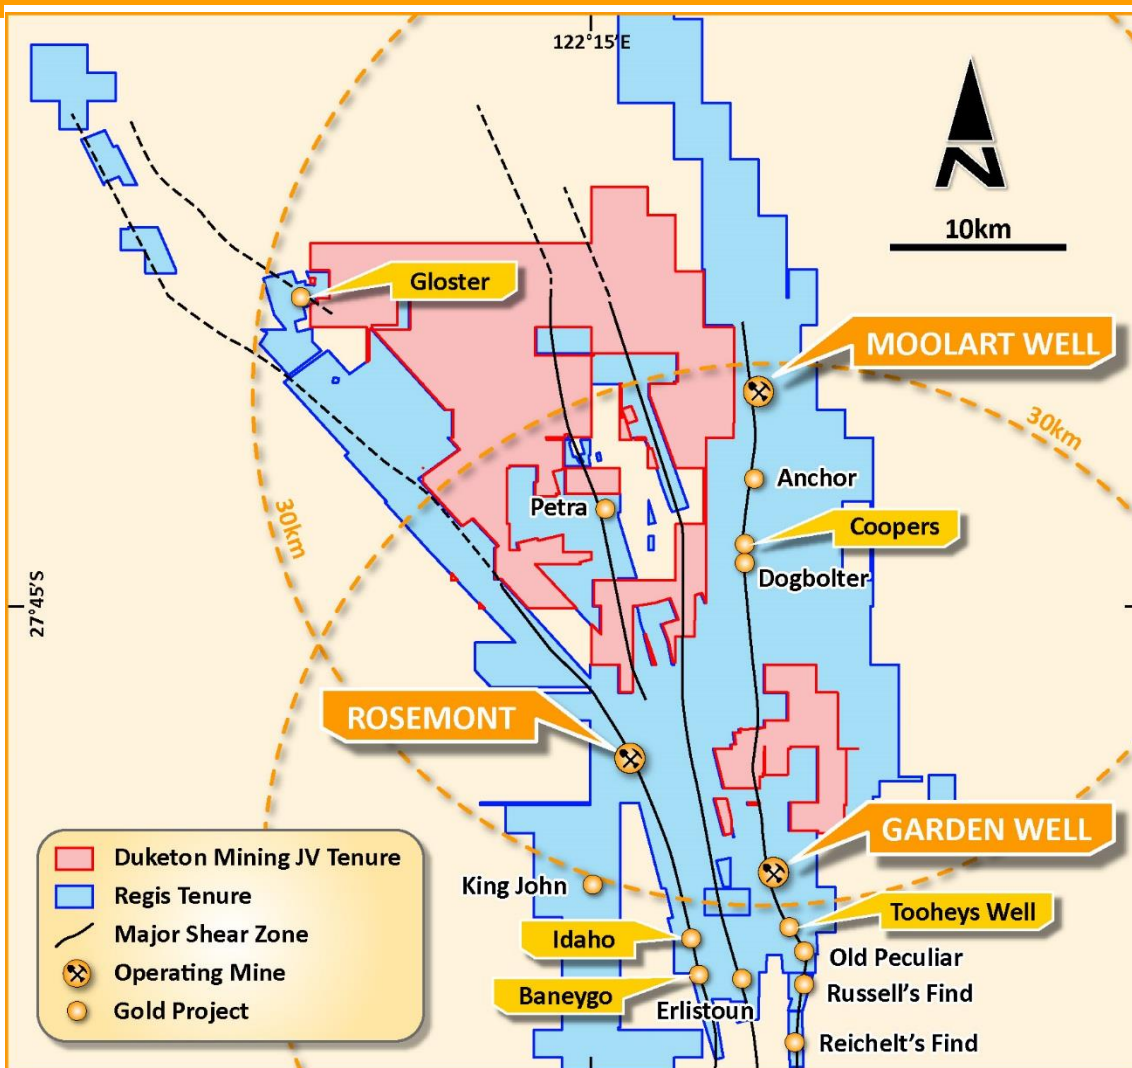 122°15'E
10km
Gloster
MOOLART WELL
30km
30km
Anchor
Petra
Coopers
Dogbolter
27°45'S
ROSEMONT
GARDEN WELL
King John
Tooheys Well
Idaho
Old Peculiar
Baneygo
Russell's Find
Erlistoun
Reichelt's Find
Duketon Mining JV Tenure
Regis Tenure
Major Shear Zone
Operating Mine
Gold Project